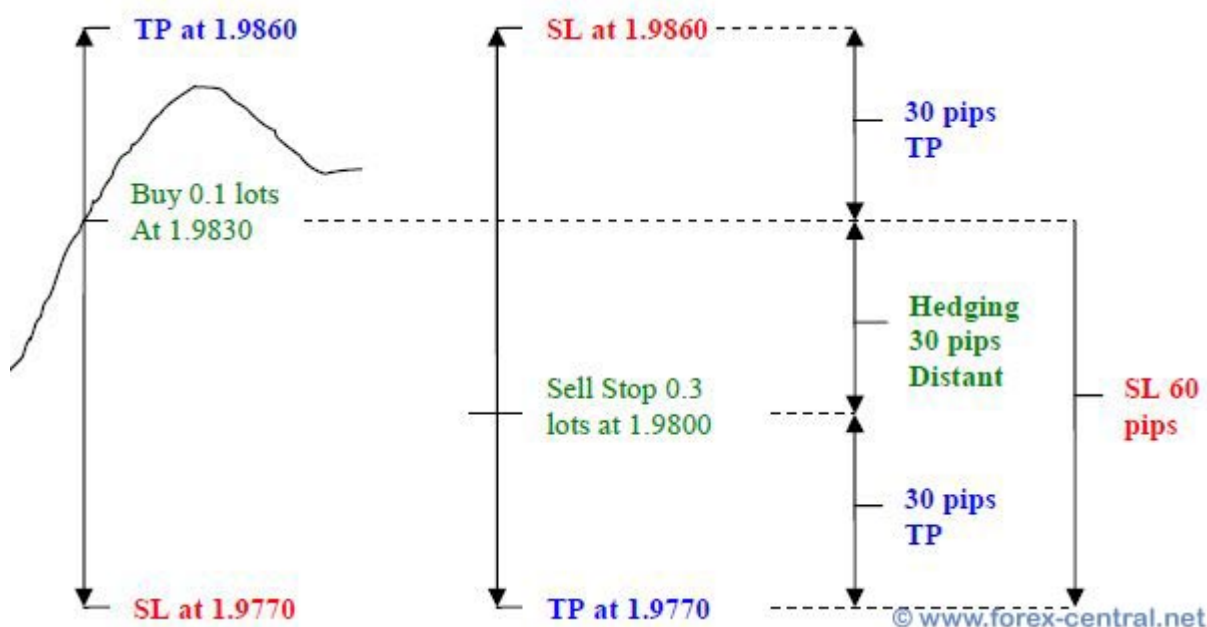 TP at 1.9860
SL at 1.9860
30 pips
TP
Buy 0.1 lots
At 1.9830
Hedging
30 pips
Distant
Sell Stop 0.3
lots at 1.9800
SL 60
pips
30 pips
TP
SL at 1.9770
TP at 1.9770
© www.forex-central.net